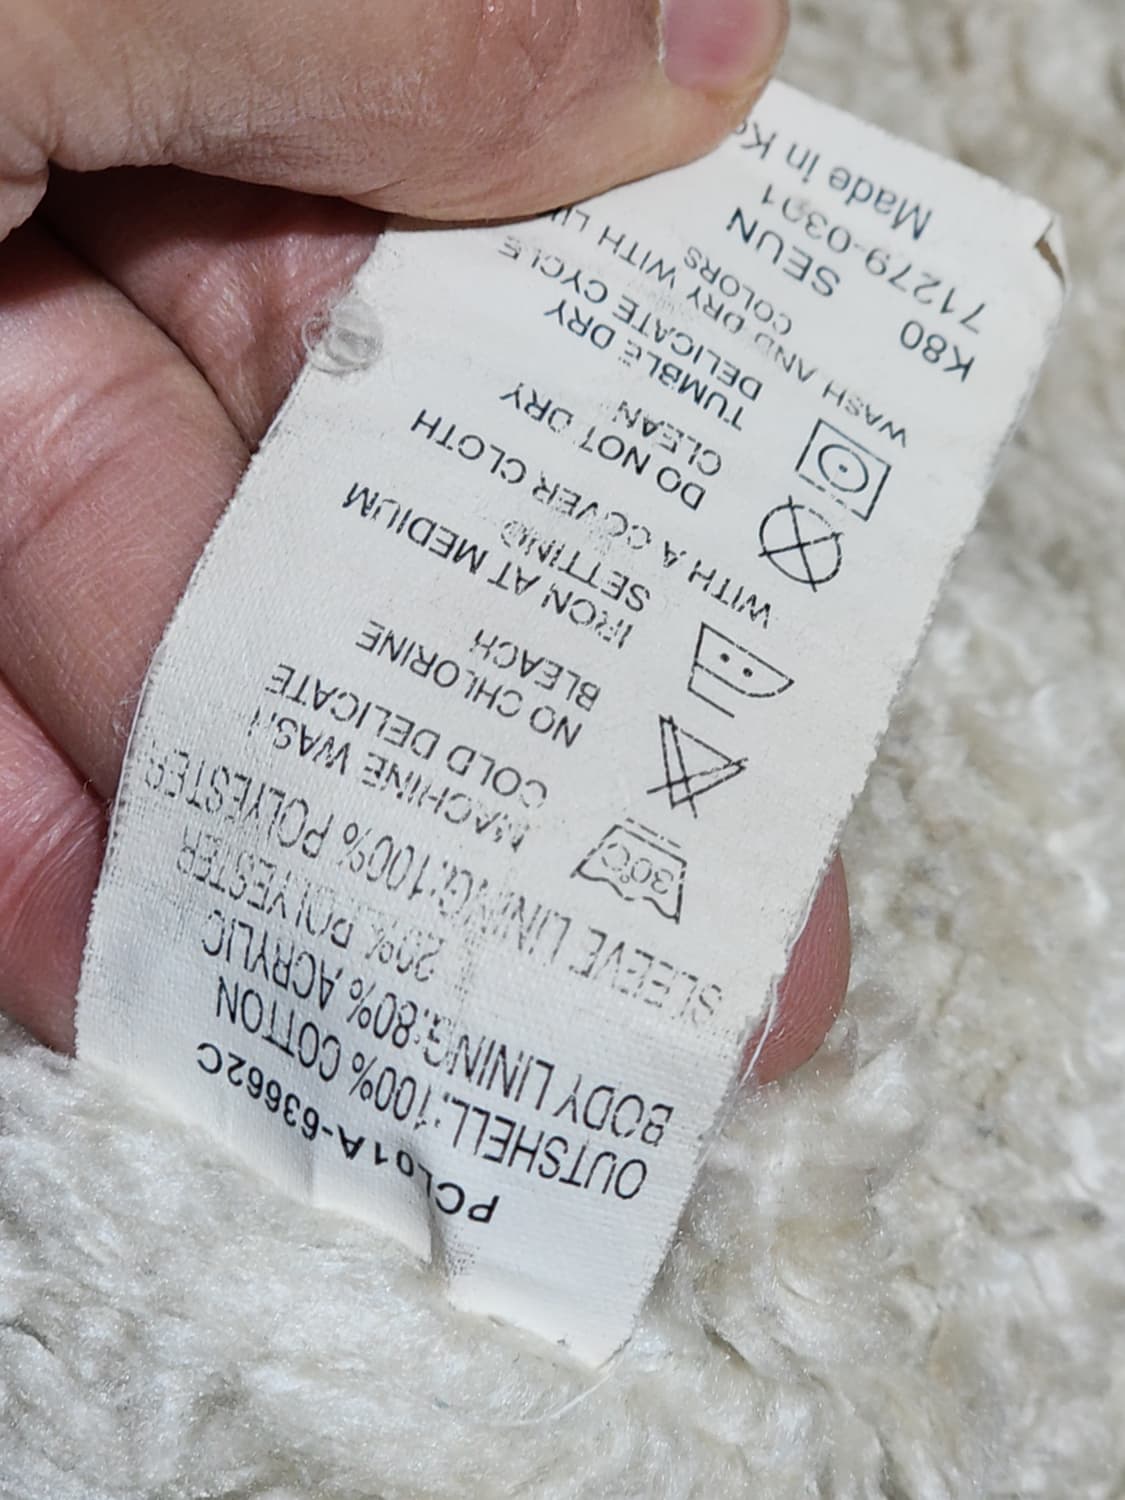 PCL01A-63662C
OUTSHELL:100% COTTON
BODY LINING:80% ACRYLIC
20% POLYESTER
SLEEVE LINING:100% POLYESTER
30°C
MACHINE WASH
COLD DELICATE
NO CHLORINE
BLEACH
IRON AT MEDIUM
SETTING
WITH A COVER CLOTH
DO NOT DRY
CLEAN
TUMBLE DRY
DELICATE CYCLE
WASH AND DRY WITH
COLORS
K80 SEUN
71279-0301
Made in